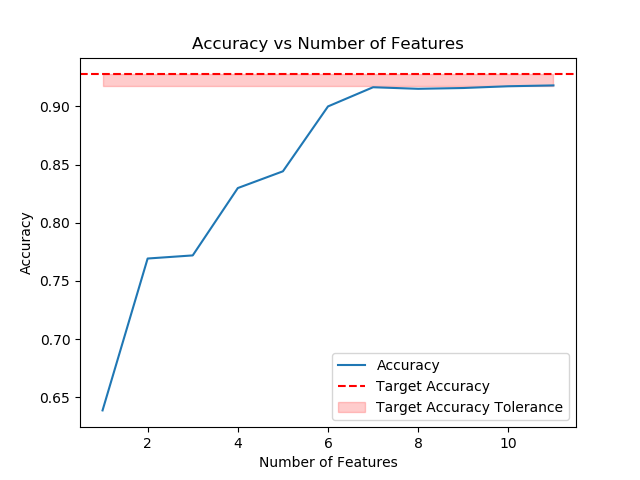 Accuracy vs Number of Features
0.90
0.85
0.80
0.75
0.70
0.65
Accuracy
2
4
6
8
10
Number of Features
Accuracy
Target Accuracy
Target Accuracy Tolerance